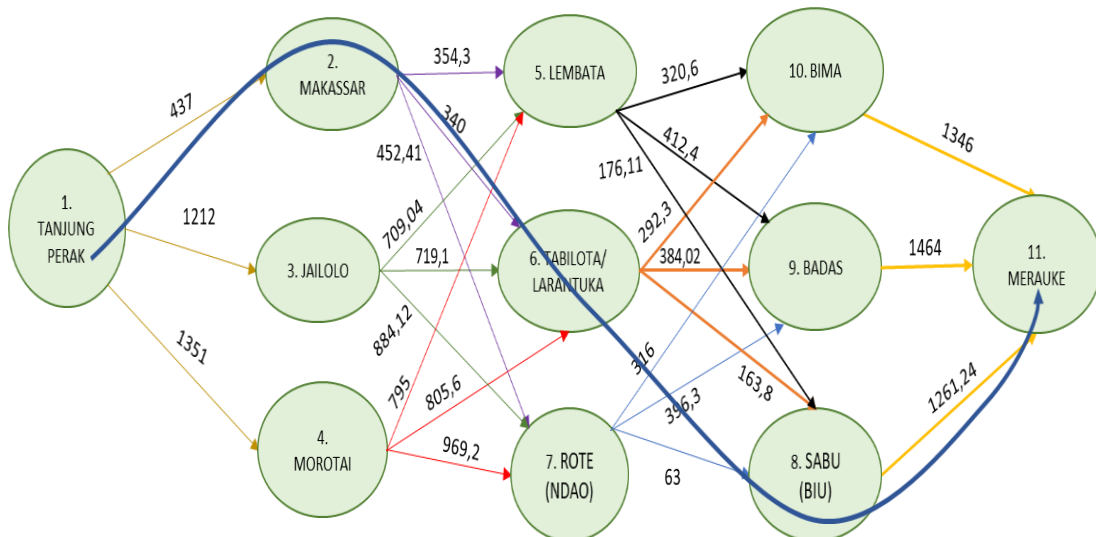 1.
TANJUNG
PERAK
437
1212
1351
2.
MAKASSAR
3. JAILOLO
4.
MOROTAI
354,3
340
452,41
709,04
719,1
884,12
795
805,6
969,2
5. LEMBATA
6. TABILOTA/
LARANTUKA
7. ROTE
(NDAO)
320,6
412,4
176,11
292,3
384,02
163,8
316
396,3
63
10. BIMA
9. BADAS
8. SABU
(BIU)
1346
1464
1261,24
11.
MERAUKE